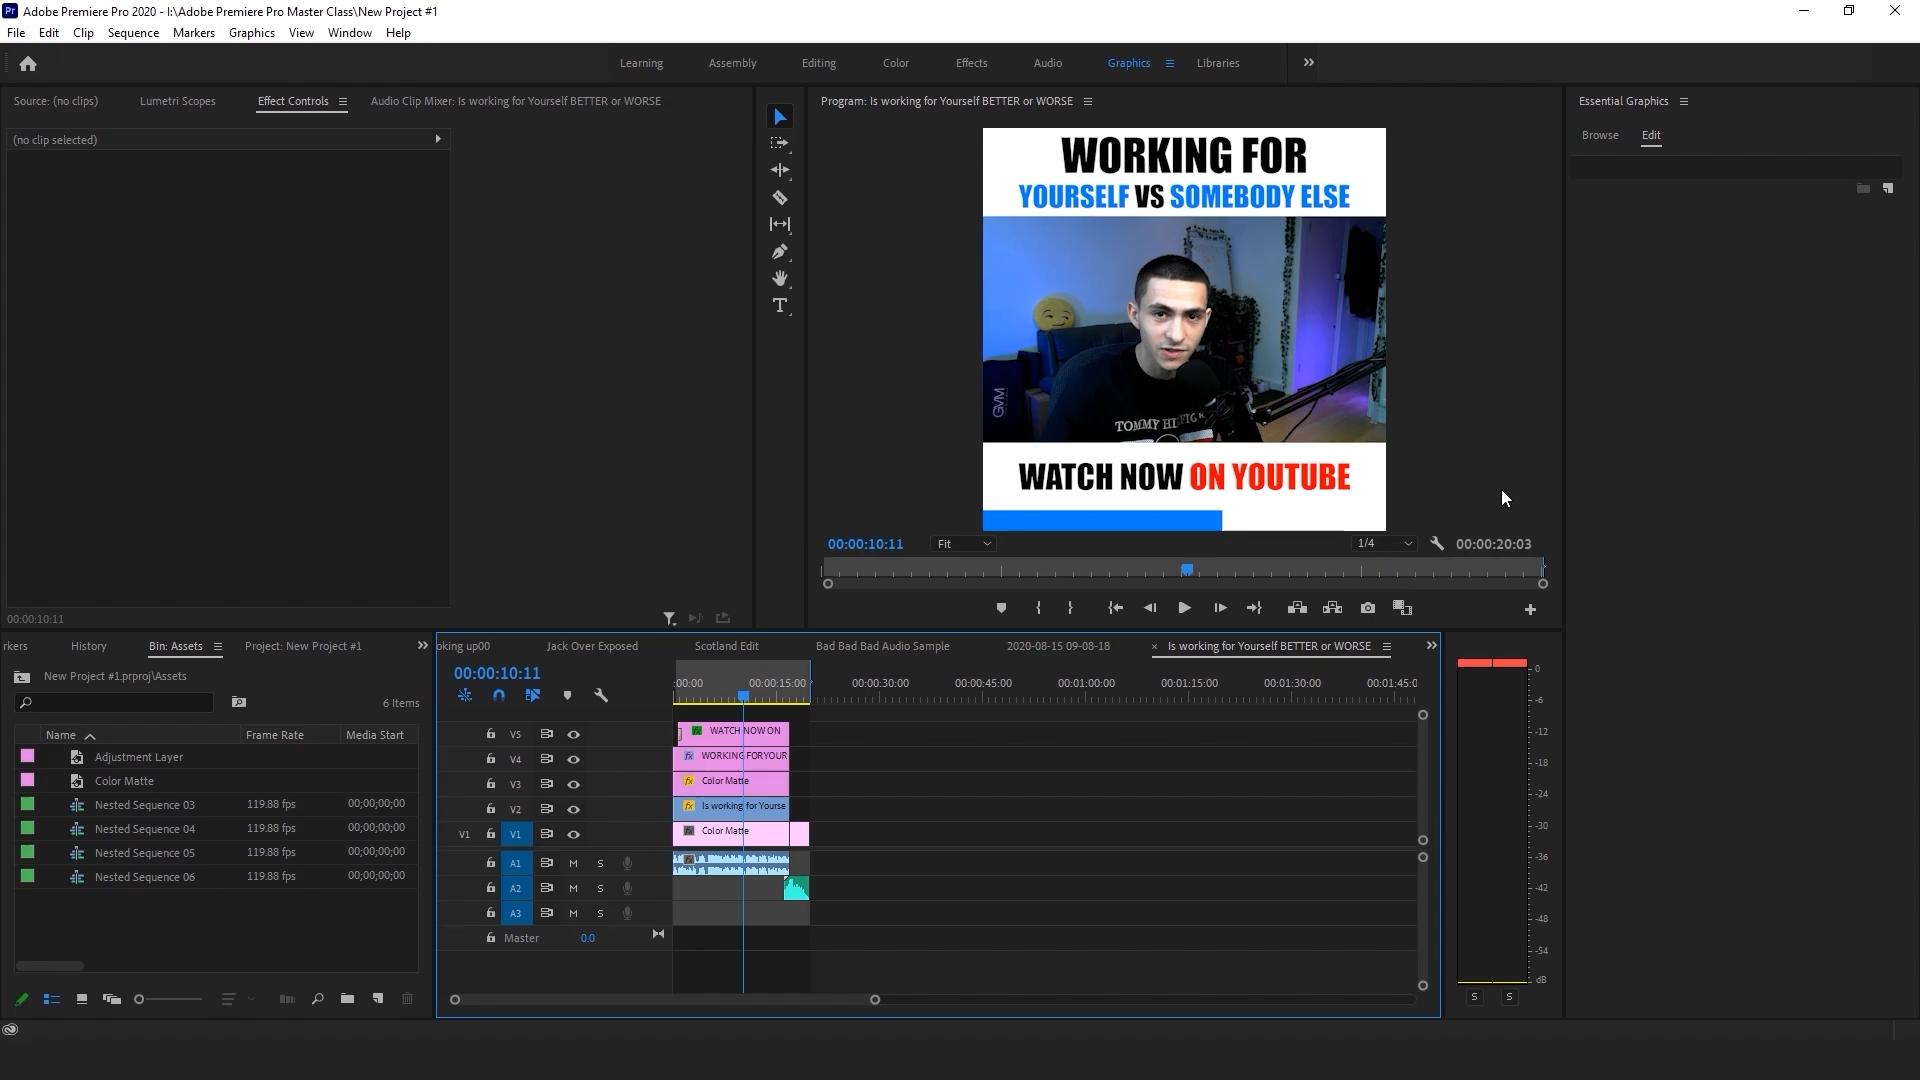 Adobe Premiere Pro 2020 - I:\Adobe Premiere Pro Master Class\New Project #1
File Edit Clip Sequence Markers Graphics View Window Help
Learning Assembly Editing Color Effects Audio Graphics Libraries
Source: (no clips) Lumetri Scopes Effect Controls Audio Clip Mixer: Is working for Yourself BETTER or WORSE
(no clip selected)
00:00:10:11
Program: Is working for Yourself BETTER or WORSE
WORKING FOR
YOURSELF VS SOMEBODY ELSE
GVM
TOMMY HILFIG
WATCH NOW ON YOUTUBE
00:00:10:11 Fit 1/4 00:00:20:03
Essential Graphics
Browse Edit
rkers History Bin: Assets Project: New Project #1
New Project #1.prproj\Assets
6 Items
Name Frame Rate Media Start
Adjustment Layer
Color Matte
Nested Sequence 03 119.88 fps 00;00;00;00
Nested Sequence 04 119.88 fps 00;00;00;00
Nested Sequence 05 119.88 fps 00;00;00;00
Nested Sequence 06 119.88 fps 00;00;00;00
oking up00 Jack Over Exposed Scotland Edit Bad Bad Bad Audio Sample 2020-08-15 09-08-18 × Is working for Yourself BETTER or WORSE
00:00:10:11
:00:00 00:00:15:00 00:00:30:00 00:00:45:00 00:01:00:00 00:01:15:00 00:01:30:00 00:01:45:0
V5 fx WATCH NOW ON
V4 fx WORKING FORYOUR
V3 fx Color Matte
V2 fx Is working for Yourse
V1 V1 fx Color Matte
A1 M S fx
A2 M S
A3 M S
Master 0.0
0
-6
-12
-18
-24
-30
-36
-42
-48
-54
dB
S S